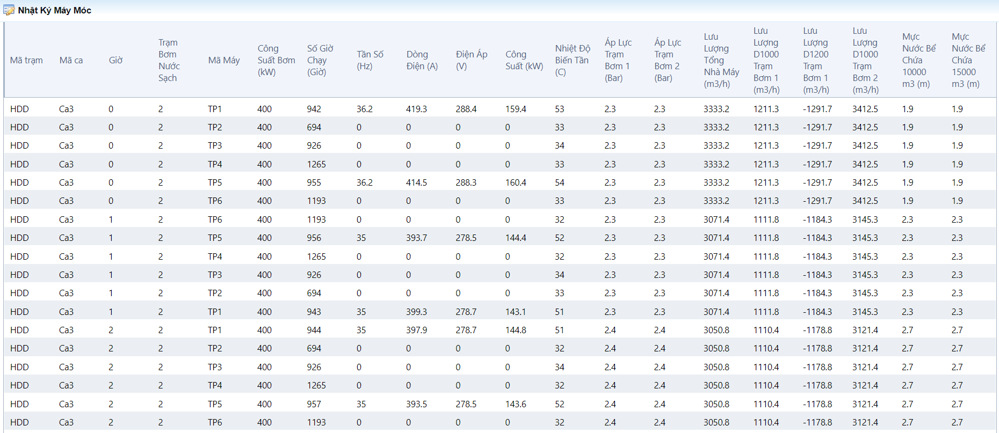 Nhật Ký Máy Móc
Mã trạm Mã ca Giờ Trạm Bơm Nước Sạch Mã Máy Công Suất Bơm (kW) Số Giờ Chạy (Giờ) Tần Số (Hz) Dòng Điện (A) Điện Áp (V) Công Suất (kW) Nhiệt Độ Biến Tần (C) Áp Lực Trạm Bơm 1 (Bar) Áp Lực Trạm Bơm 2 (Bar) Lưu Lượng Tổng Nhà Máy (m3/h) Lưu Lượng D1000 Trạm Bơm 1 (m3/h) Lưu Lượng D1200 Trạm Bơm 1 (m3/h) Lưu Lượng D1000 Trạm Bơm 2 (m3/h) Mực Nước Bể Chứa 10000 m3 (m) Mực Nước Bể Chứa 15000 m3 (m)
HDD Ca3 0 2 TP1 400 942 36.2 419.3 288.4 159.4 53 2.3 2.3 3333.2 1211.3 -1291.7 3412.5 1.9 1.9
HDD Ca3 0 2 TP2 400 694 0 0 0 0 33 2.3 2.3 3333.2 1211.3 -1291.7 3412.5 1.9 1.9
HDD Ca3 0 2 TP3 400 926 0 0 0 0 34 2.3 2.3 3333.2 1211.3 -1291.7 3412.5 1.9 1.9
HDD Ca3 0 2 TP4 400 1265 0 0 0 0 33 2.3 2.3 3333.2 1211.3 -1291.7 3412.5 1.9 1.9
HDD Ca3 0 2 TP5 400 955 36.2 414.5 288.3 160.4 54 2.3 2.3 3333.2 1211.3 -1291.7 3412.5 1.9 1.9
HDD Ca3 0 2 TP6 400 1193 0 0 0 0 33 2.3 2.3 3333.2 1211.3 -1291.7 3412.5 1.9 1.9
HDD Ca3 1 2 TP6 400 1193 0 0 0 0 32 2.3 2.3 3071.4 1111.8 -1184.3 3145.3 2.3 2.3
HDD Ca3 1 2 TP5 400 956 35 393.7 278.5 144.4 52 2.3 2.3 3071.4 1111.8 -1184.3 3145.3 2.3 2.3
HDD Ca3 1 2 TP4 400 1265 0 0 0 0 32 2.3 2.3 3071.4 1111.8 -1184.3 3145.3 2.3 2.3
HDD Ca3 1 2 TP3 400 926 0 0 0 0 34 2.3 2.3 3071.4 1111.8 -1184.3 3145.3 2.3 2.3
HDD Ca3 1 2 TP2 400 694 0 0 0 0 33 2.3 2.3 3071.4 1111.8 -1184.3 3145.3 2.3 2.3
HDD Ca3 1 2 TP1 400 943 35 399.3 278.7 143.1 51 2.3 2.3 3071.4 1111.8 -1184.3 3145.3 2.3 2.3
HDD Ca3 2 2 TP1 400 944 35 397.9 278.7 144.8 51 2.4 2.4 3050.8 1110.4 -1178.8 3121.4 2.7 2.7
HDD Ca3 2 2 TP2 400 694 0 0 0 0 32 2.4 2.4 3050.8 1110.4 -1178.8 3121.4 2.7 2.7
HDD Ca3 2 2 TP3 400 926 0 0 0 0 34 2.4 2.4 3050.8 1110.4 -1178.8 3121.4 2.7 2.7
HDD Ca3 2 2 TP4 400 1265 0 0 0 0 32 2.4 2.4 3050.8 1110.4 -1178.8 3121.4 2.7 2.7
HDD Ca3 2 2 TP5 400 957 35 393.5 278.5 143.6 52 2.4 2.4 3050.8 1110.4 -1178.8 3121.4 2.7 2.7
HDD Ca3 2 2 TP6 400 1193 0 0 0 0 32 2.4 2.4 3050.8 1110.4 -1178.8 3121.4 2.7 2.7